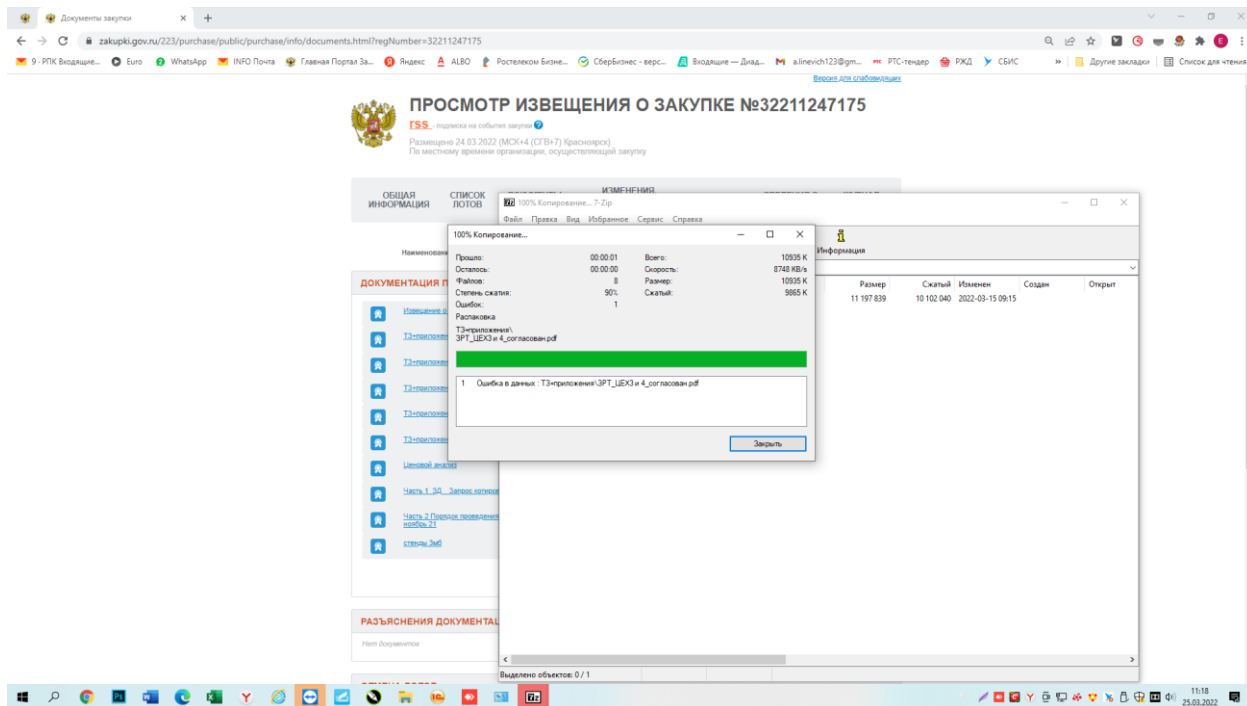 Документы закупки
zakupki.gov.ru/223/purchase/public/purchase/info/documents.html?regNumber=32211247175
9 - РПК Входящие... Euro WhatsApp INFO Почта Главная Портал За... Яндекс ALBO Ростелеком Бизне... СберБизнес - верс... Входящие — Диад... a.linevich123@gm... РТС-тендер РЖД СБИС » Другие закладки Список для чтения
Версия для слабовидящих
ПРОСМОТР ИЗВЕЩЕНИЯ О ЗАКУПКЕ №32211247175
rss - подписка на события закупки
Размещено 24.03.2022 (МСК+4 (СГВ+7) Красноярск)
По местному времени организации, осуществляющей закупку
ОБЩАЯ ИНФОРМАЦИЯ
СПИСОК ЛОТОВ
ИЗМЕНЕНИЯ,
100% Копирование... 7-Zip
Файл Правка Вид Избранное Сервис Справка
Информация
Размер Сжатый Изменен Создан Открыт
11 197 839 10 102 040 2022-03-15 09:15
100% Копирование...
Прошло: 00:00:01 Всего: 10935 K
Осталось: 00:00:00 Скорость: 8748 KB/s
Файлов: 8 Размер: 10935 K
Степень сжатия: 90% Сжатый: 9865 K
Ошибок: 1
Распаковка
ТЗ+приложения\
ЗРТ_ЦЕХ3 и 4_согласован.pdf
1 Ошибка в данных : ТЗ+приложения\ЗРТ_ЦЕХ3 и 4_согласован.pdf
Закрыть
Наименован
ДОКУМЕНТАЦИЯ П
Извещение о
ТЗ+приложен
ТЗ+приложен
ТЗ+приложен
ТЗ+приложен
ТЗ+приложен
Ценовой анализ
Часть 1_ЗД_ Запрос котиров
Часть 2 Порядок проведения
ноябрь 21
стенды Эмб
РАЗЪЯСНЕНИЯ ДОКУМЕНТАЦ
Нет документов
Выделено объектов: 0 / 1
11:18
25.03.2022